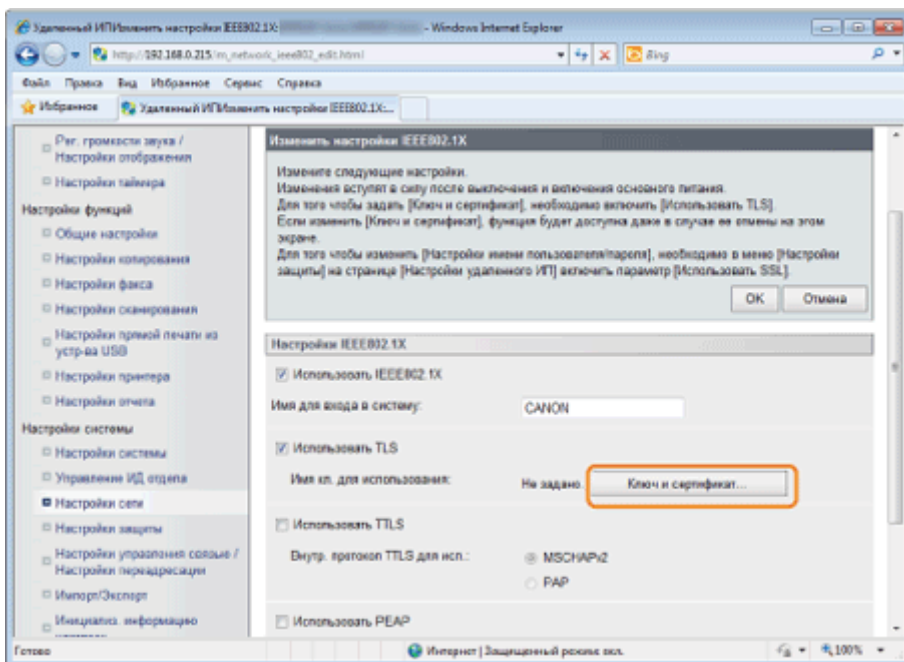 Удаленный ИПИзменить настройки IEEE802.1X: - Windows Internet Explorer
http://192.168.0.215/m_network_ieee802_edit.html
Bing
Файл Правка Вид Избранное Сервис Справка
Избранное
Удаленный ИПИзменить настройки IEEE802.1X:...
Рег. громкости звука /
Настройки отображения
Настройки таймера
Настройки функций
Общие настройки
Настройки копирования
Настройки факса
Настройки сканирования
Настройки прямой печати из
устр-ва USB
Настройки принтера
Настройки отчета
Настройки системы
Настройки системы
Управление ИД отдела
Настройки сети
Настройки защиты
Настройки управления связью /
Настройки переадресации
Импорт/Экспорт
Инициализ. информацию
Изменить настройки IEEE802.1X
Измените следующие настройки.
Изменения вступят в силу после выключения и включения основного питания.
Для того чтобы задать [Ключ и сертификат], необходимо включить [Использовать TLS].
Если изменить [Ключ и сертификат], функция будет доступна даже в случае ее отмены на этом
экране.
Для того чтобы изменить [Настройки имени пользователя/пароля], необходимо в меню [Настройки
защиты] на странице [Настройки удаленного ИП] включить параметр [Использовать SSL].
OK Отмена
Настройки IEEE802.1X
Использовать IEEE802.1X
Имя для входа в систему: CANON
Использовать TLS
Имя кл. для использования: Не задано. Ключ и сертификат...
Использовать TTLS
Внутр. протокол TTLS для исп.: MSCHAPv2
PAP
Использовать PEAP
Готово
Интернет | Защищенный режим: вкл.
100%